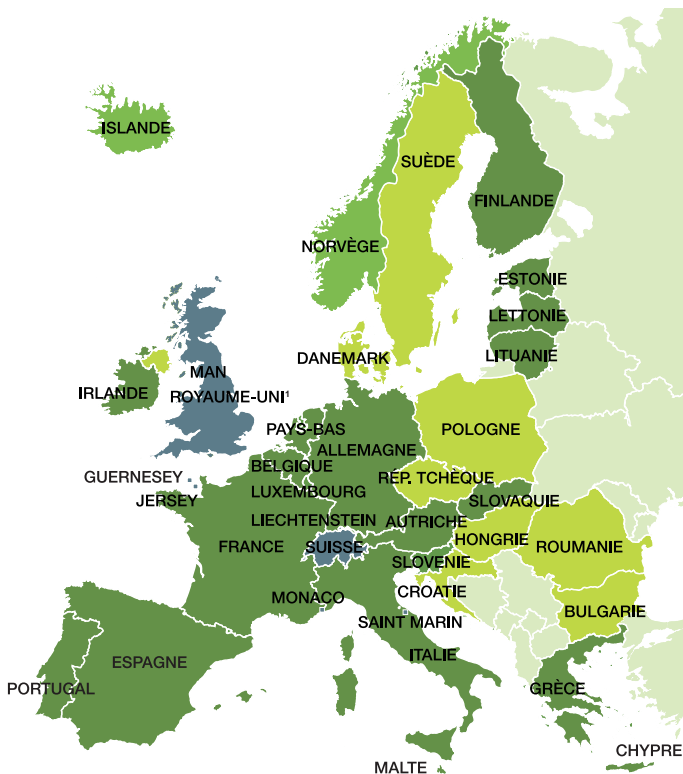 ISLANDE
SUÈDE
FINLANDE
NORVÈGE
ESTONIE
LETTONIE
LITUANIE
DANEMARK
MAN
IRLANDE
ROYAUME-UNI¹
PAYS-BAS
POLOGNE
ALLEMAGNE
BELGIQUE
GUERNESEY
RÉP. TCHÈQUE
LUXEMBOURG
JERSEY
SLOVAQUIE
LIECHTENSTEIN
AUTRICHE
HONGRIE
FRANCE
SUISSE
ROUMANIE
SLOVENIE
CROATIE
MONACO
BULGARIE
SAINT MARIN
ITALIE
ESPAGNE
PORTUGAL
GRÈCE
CHYPRE
MALTE